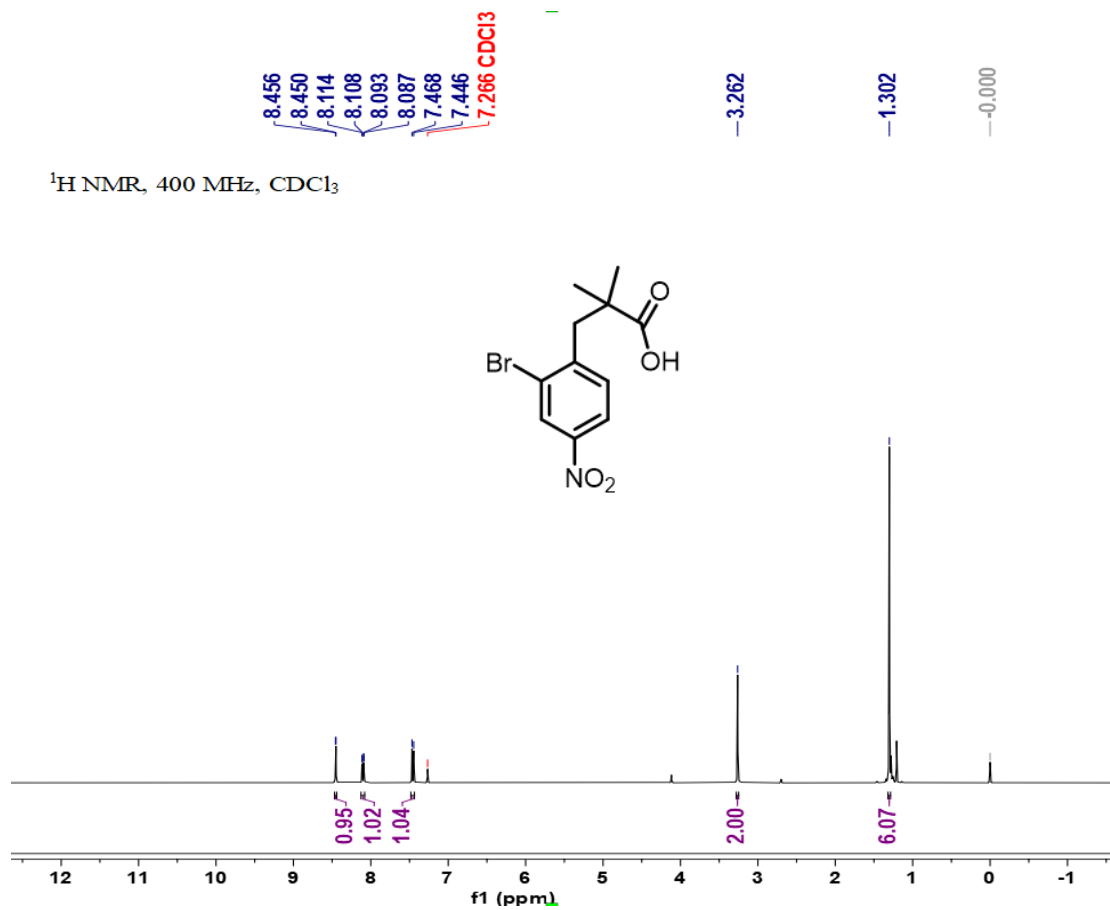 8.456
8.450
8.114
8.108
8.093
8.087
7.468
7.446
7.266 CDCl3
3.262
1.302
-0.000
¹H NMR, 400 MHz, CDCl₃
O
OH
Br
NO₂
0.95
1.02
1.04
2.00
6.07
12 11 10 9 8 7 6 5 4 3 2 1 0 -1
f1 (ppm)